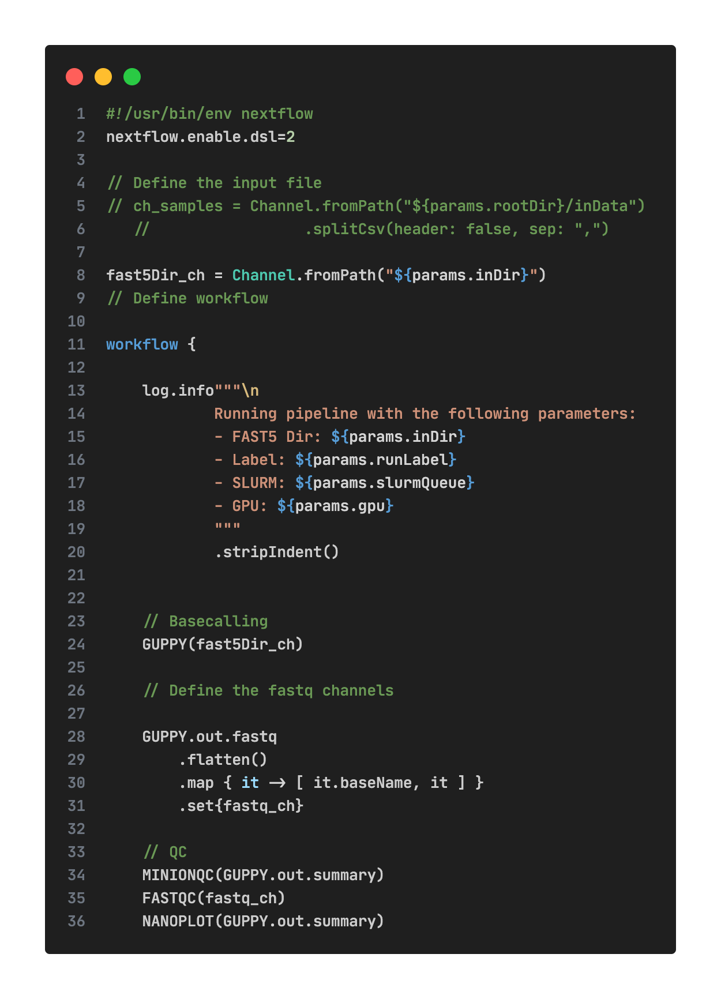 1 #!/usr/bin/env nextflow
2 nextflow.enable.dsl=2
3
4 // Define the input file
5 // ch_samples = Channel.fromPath("${params.rootDir}/inData")
6    //                 .splitCsv(header: false, sep: ",")
7
8 fast5Dir_ch = Channel.fromPath("${params.inDir}")
9 // Define workflow
10
11 workflow {
12
13     log.info"""\n
14             Running pipeline with the following parameters:
15             - FAST5 Dir: ${params.inDir}
16             - Label: ${params.runLabel}
17             - SLURM: ${params.slurmQueue}
18             - GPU: ${params.gpu}
19             """
20             .stripIndent()
21
22
23     // Basecalling
24     GUPPY(fast5Dir_ch)
25
26     // Define the fastq channels
27
28     GUPPY.out.fastq
29         .flatten()
30         .map { it -> [ it.baseName, it ] }
31         .set{fastq_ch}
32
33     // QC
34     MINIONQC(GUPPY.out.summary)
35     FASTQC(fastq_ch)
36     NANOPLOT(GUPPY.out.summary)